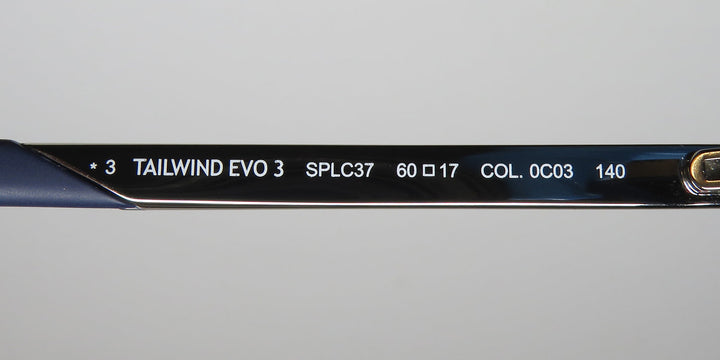 * 3 TAILWIND EVO 3 SPLC37 60□17 COL. 0C03 140